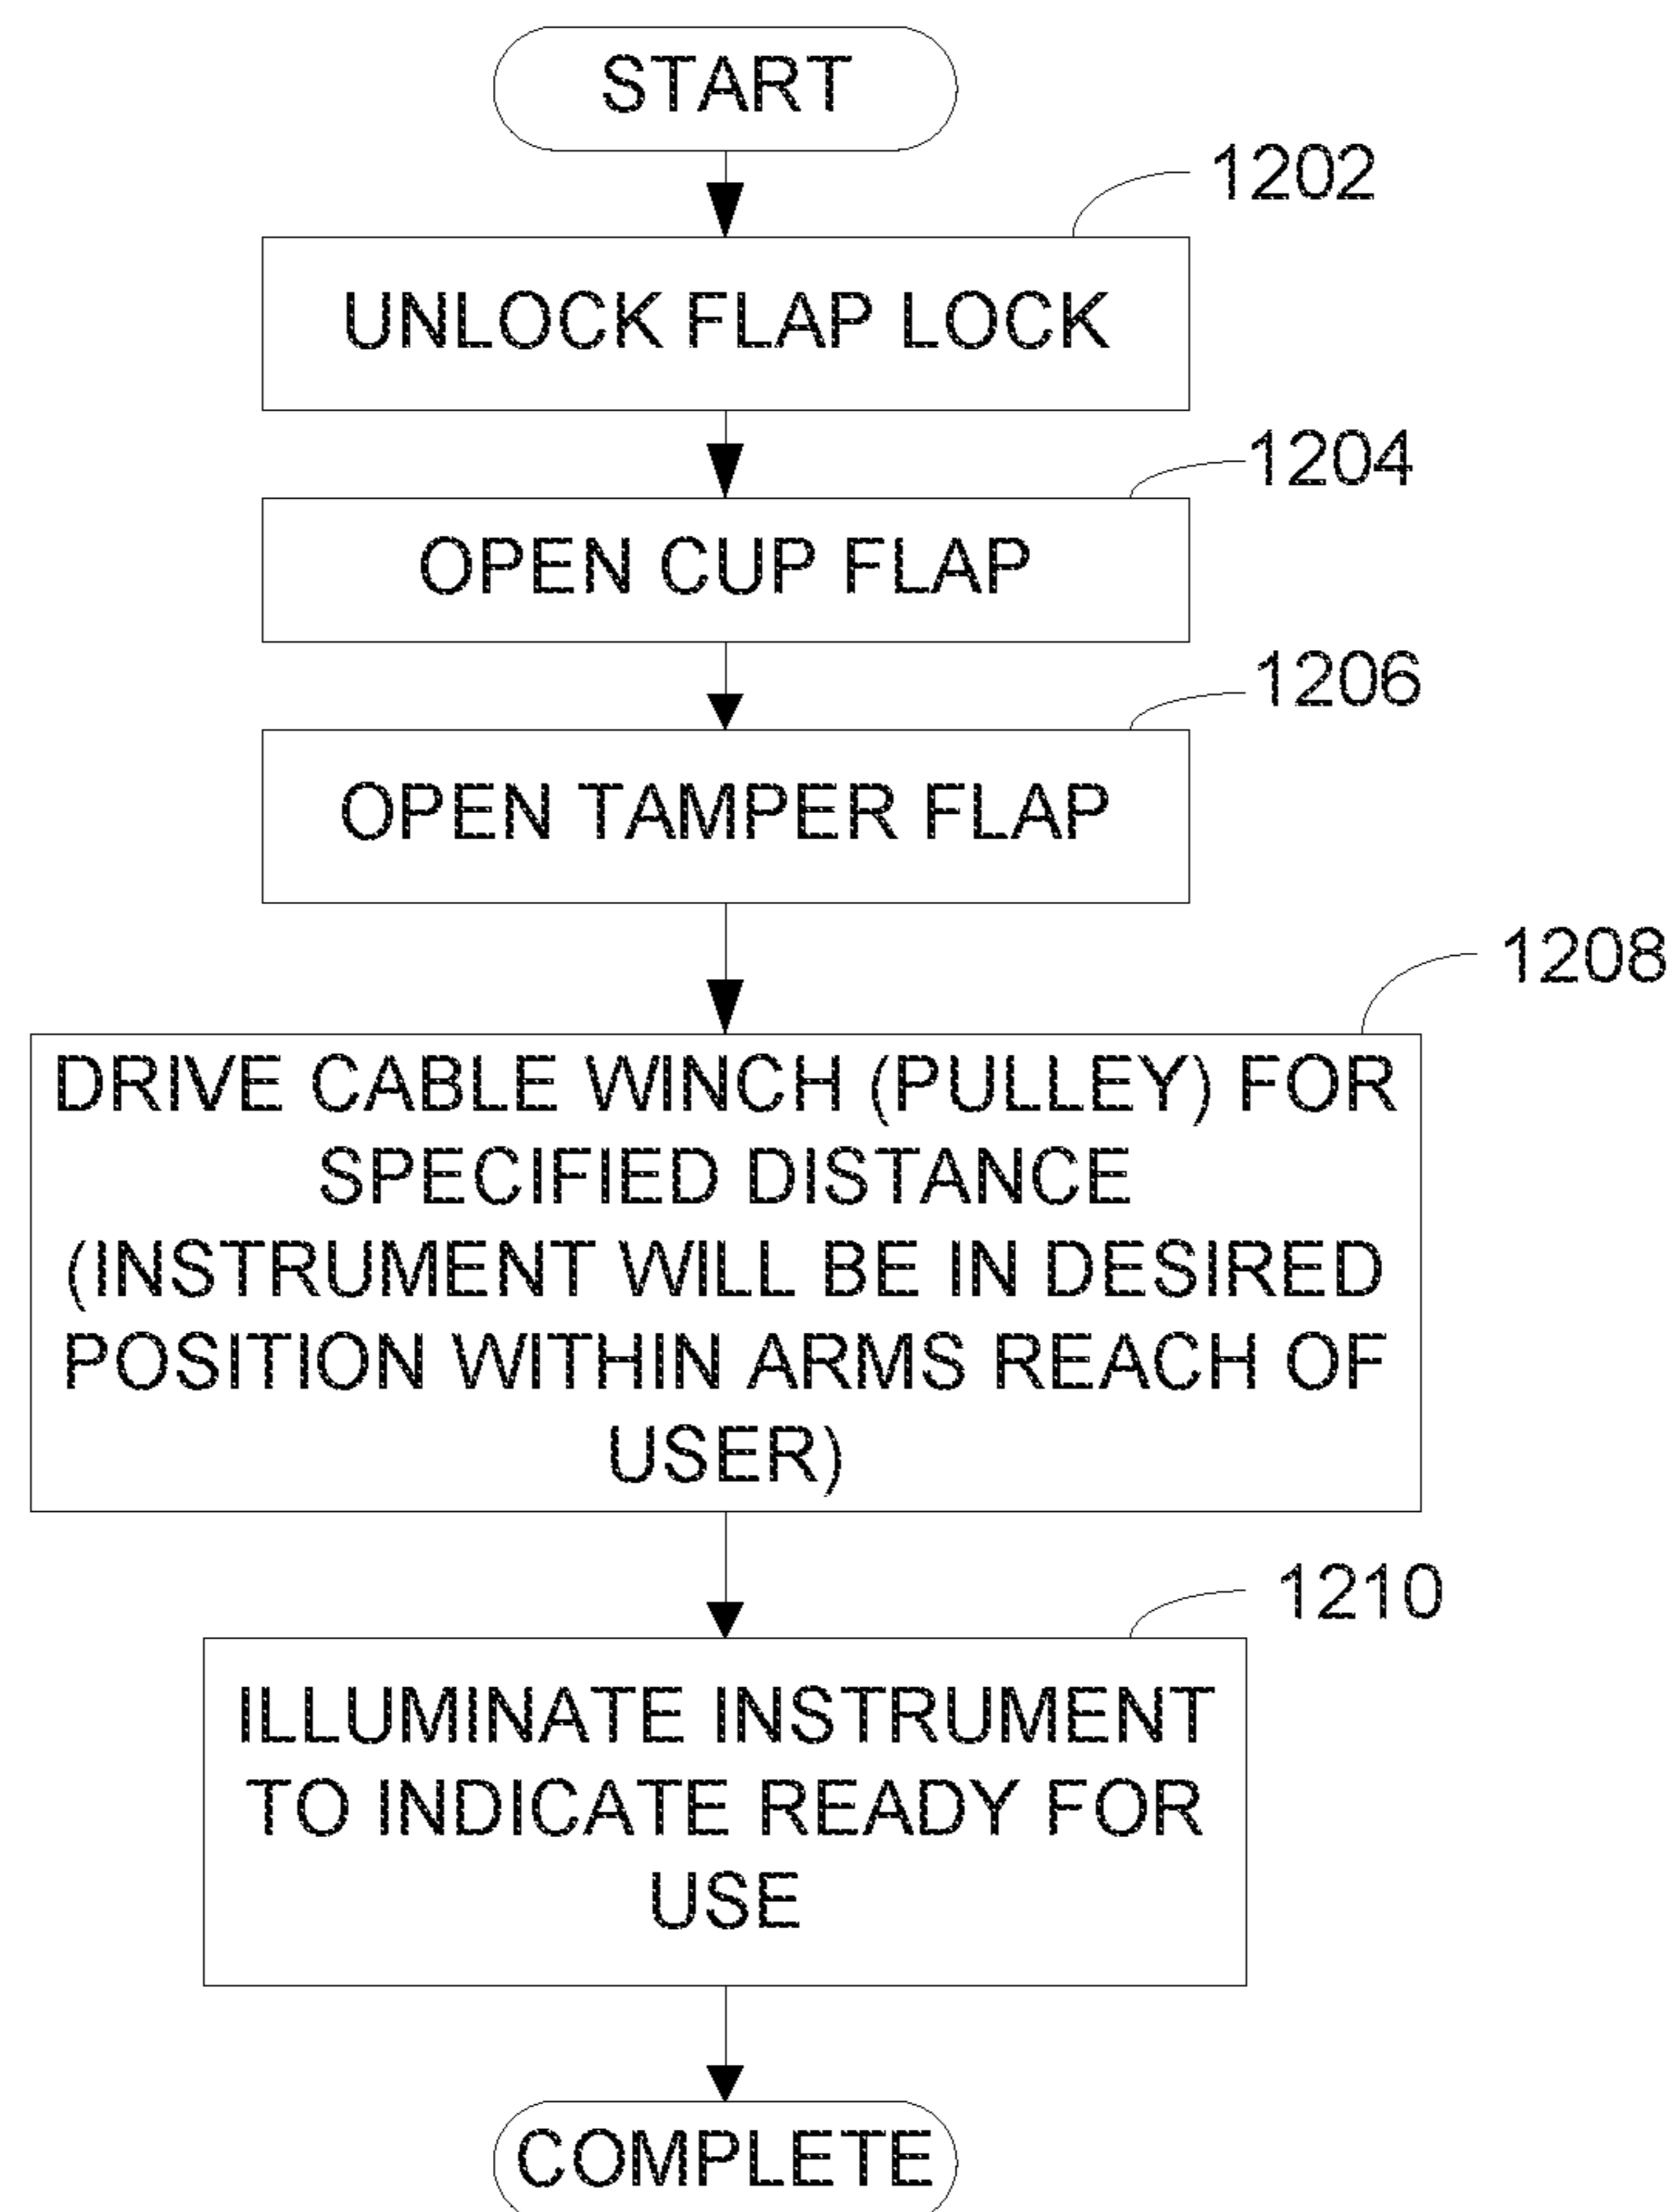 START
1202
UNLOCK FLAP LOCK
1204
OPEN CUP FLAP
1206
OPEN TAMPER FLAP
1208
DRIVE CABLE WINCH (PULLEY) FOR
SPECIFIED DISTANCE
(INSTRUMENT WILL BE IN DESIRED
POSITION WITHIN ARMS REACH OF
USER)
1210
ILLUMINATE INSTRUMENT
TO INDICATE READY FOR
USE
COMPLETE